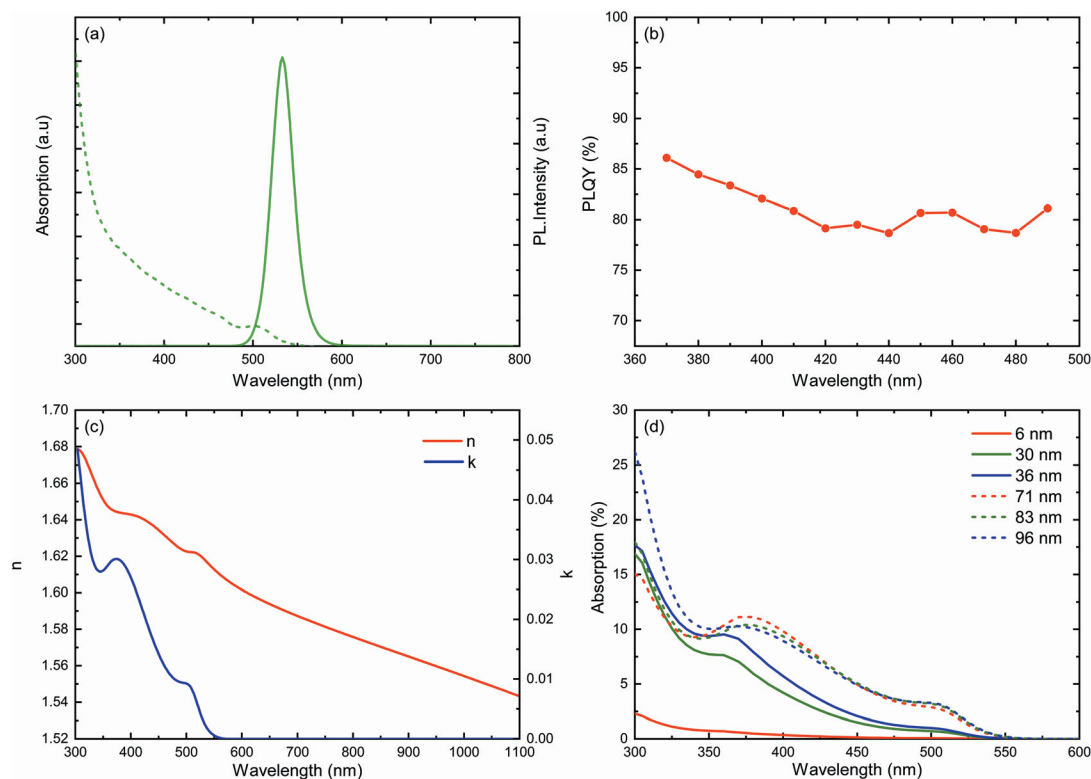 (a)
Absorption (a.u)
PL.Intensity (a.u)
300 400 500 600 700 800
Wavelength (nm)
(b)
PLQY (%)
100
95
90
85
80
75
70
360 380 400 420 440 460 480 500
Wavelength (nm)
(c)
n
k
n
1.70
1.68
1.66
1.64
1.62
1.60
1.58
1.56
1.54
1.52
0.05
0.04
0.03
0.02
0.01
0.00
k
300 400 500 600 700 800 900 1000 1100
Wavelength (nm)
(d)
6 nm
30 nm
36 nm
71 nm
83 nm
96 nm
Absorption (%)
30
25
20
15
10
5
0
300 350 400 450 500 550 600
Wavelength (nm)